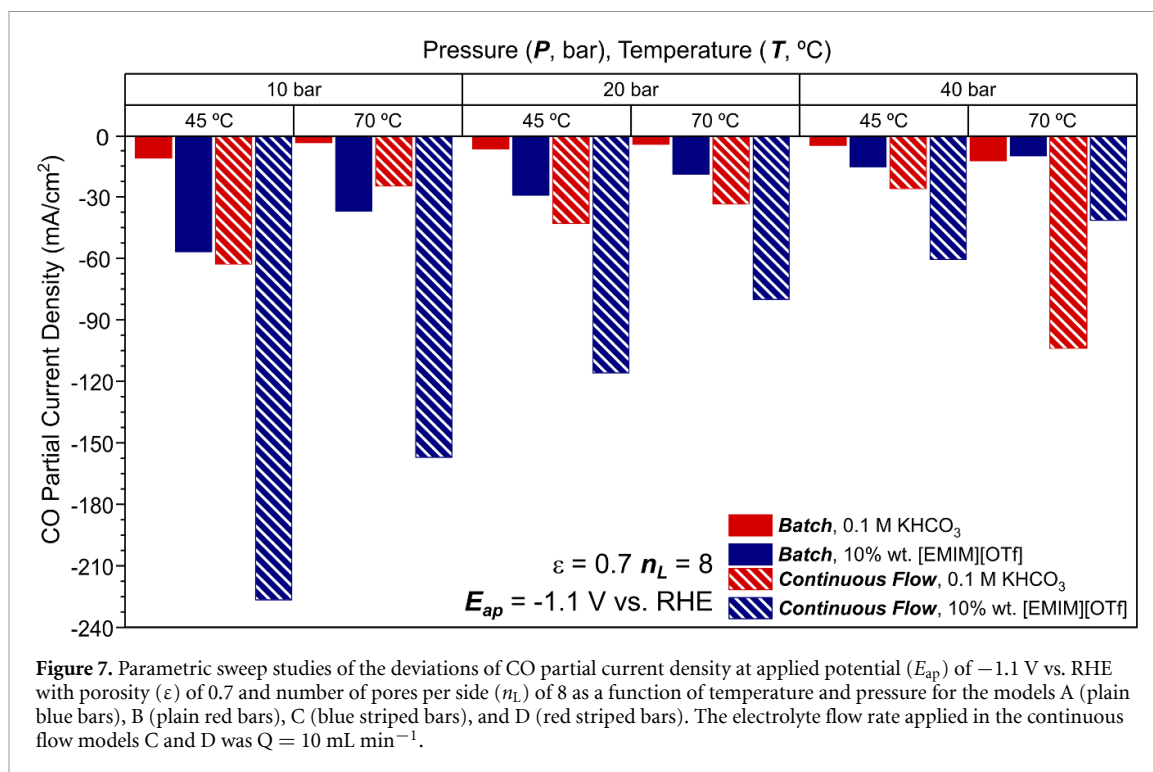 Pressure (P, bar), Temperature (T, ºC)
10 bar 20 bar 40 bar
45 ºC 70 ºC 45 ºC 70 ºC 45 ºC 70 ºC
CO Partial Current Density (mA/cm²)
0
-30
-60
-90
-120
-150
-180
-210
-240
ε = 0.7 n_L = 8
E_ap = -1.1 V vs. RHE
Batch, 0.1 M KHCO₃
Batch, 10% wt. [EMIM][OTf]
Continuous Flow, 0.1 M KHCO₃
Continuous Flow, 10% wt. [EMIM][OTf]
Figure 7. Parametric sweep studies of the deviations of CO partial current density at applied potential (E_ap) of −1.1 V vs. RHE
with porosity (ε) of 0.7 and number of pores per side (n_L) of 8 as a function of temperature and pressure for the models A (plain
blue bars), B (plain red bars), C (blue striped bars), and D (red striped bars). The electrolyte flow rate applied in the continuous
flow models C and D was Q = 10 mL min⁻¹.